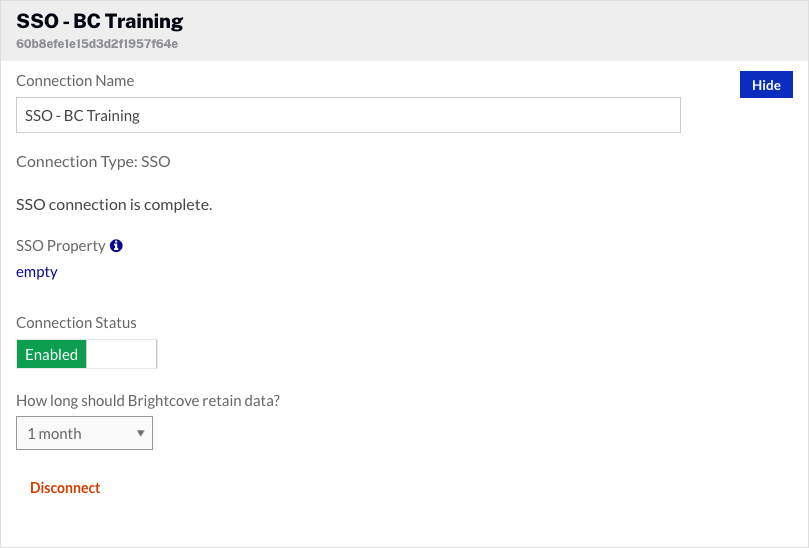 SSO - BC Training
60b8efe1e15d3d2f1957f64e
Connection Name
Hide
SSO - BC Training
Connection Type: SSO
SSO connection is complete.
SSO Property
empty
Connection Status
Enabled
How long should Brightcove retain data?
1 month
Disconnect